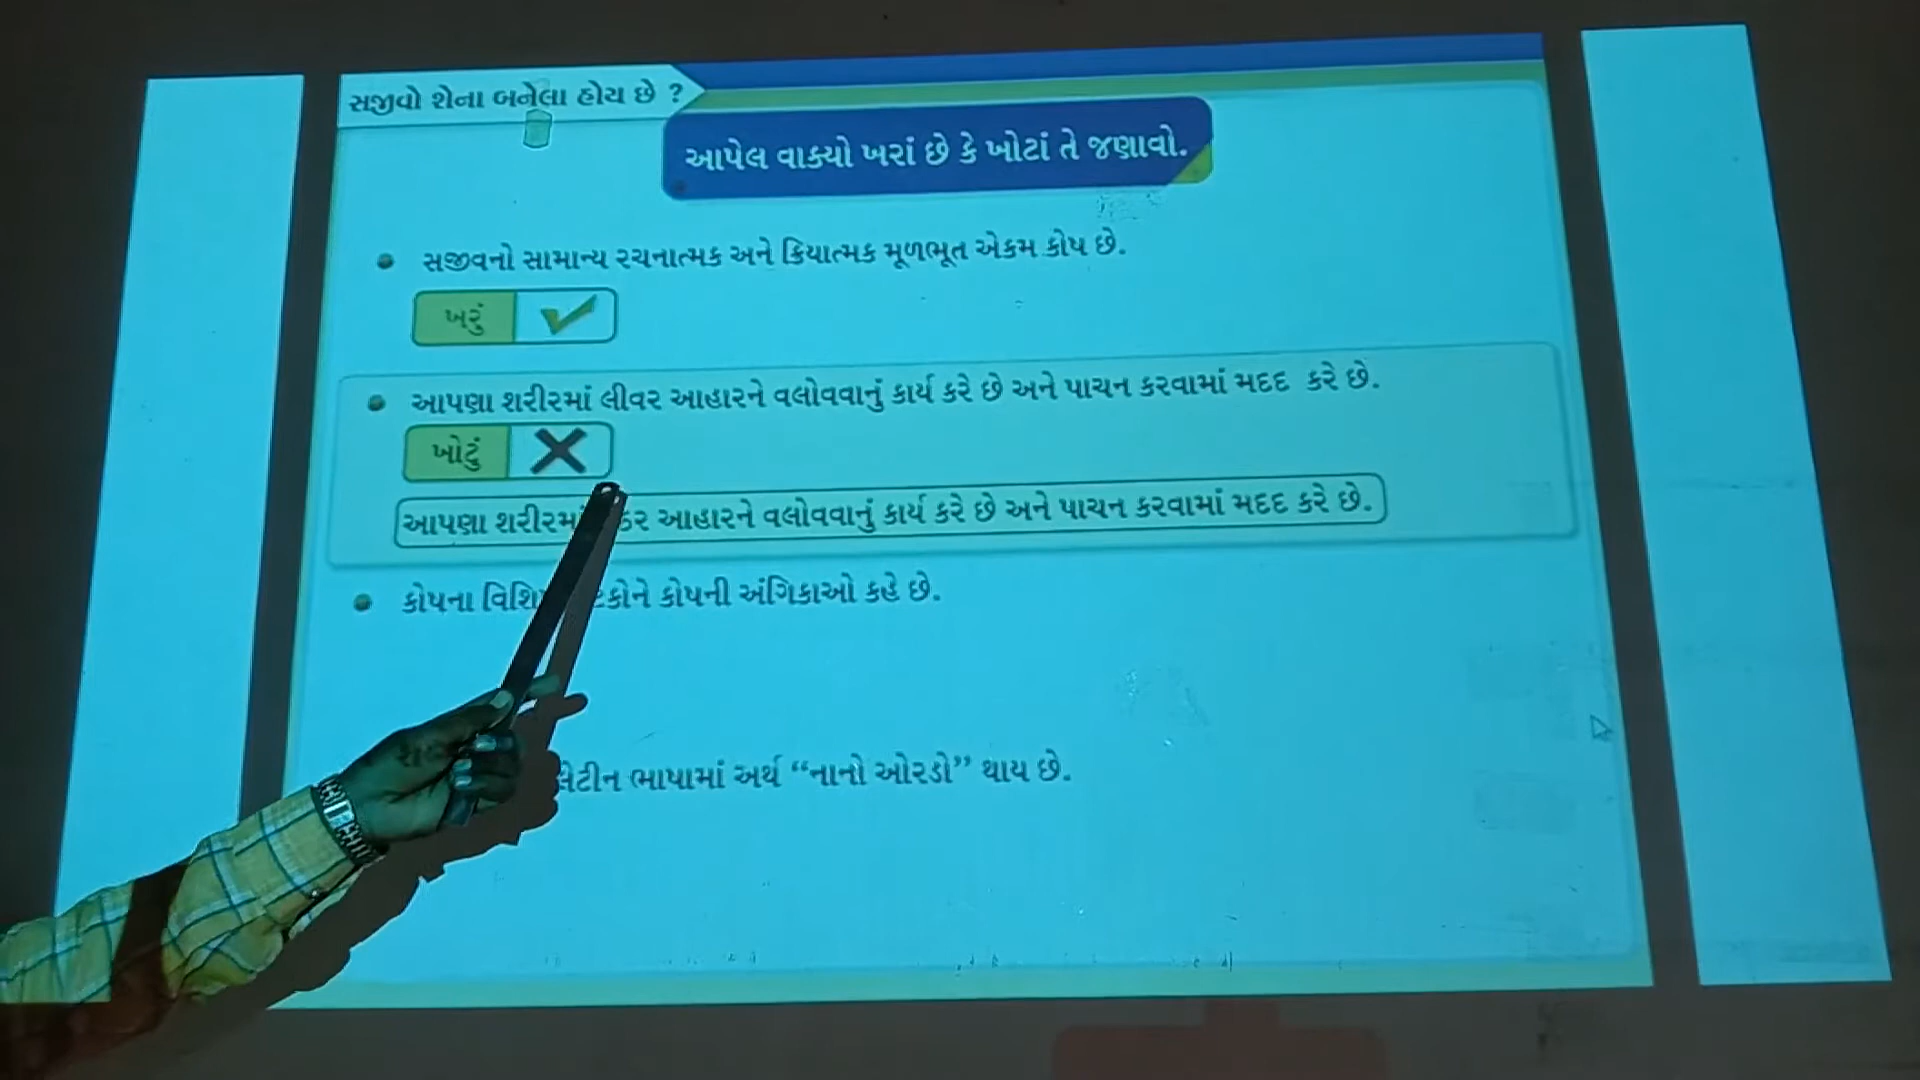 સજીવો શેના બનેલા હોય છે ?
આપેલ વાક્યો ખરાં છે કે ખોટાં તે જણાવો.
સજીવનો સામાન્ય રચનાત્મક અને ક્રિયાત્મક મૂળભૂત એકમ કોષ છે.
ખરું
આપણા શરીરમાં લીવર આહારને વલોવવાનું કાર્ય કરે છે અને પાચન કરવામાં મદદ કરે છે.
ખોટું
આપણા શરીરમાં આહારને વલોવવાનું કાર્ય કરે છે અને પાચન કરવામાં મદદ કરે છે.
કોષના કોષની અંગિકાઓ કહે છે.
લેટીન ભાષામાં અર્થ “નાનો ઓરડો” થાય છે.